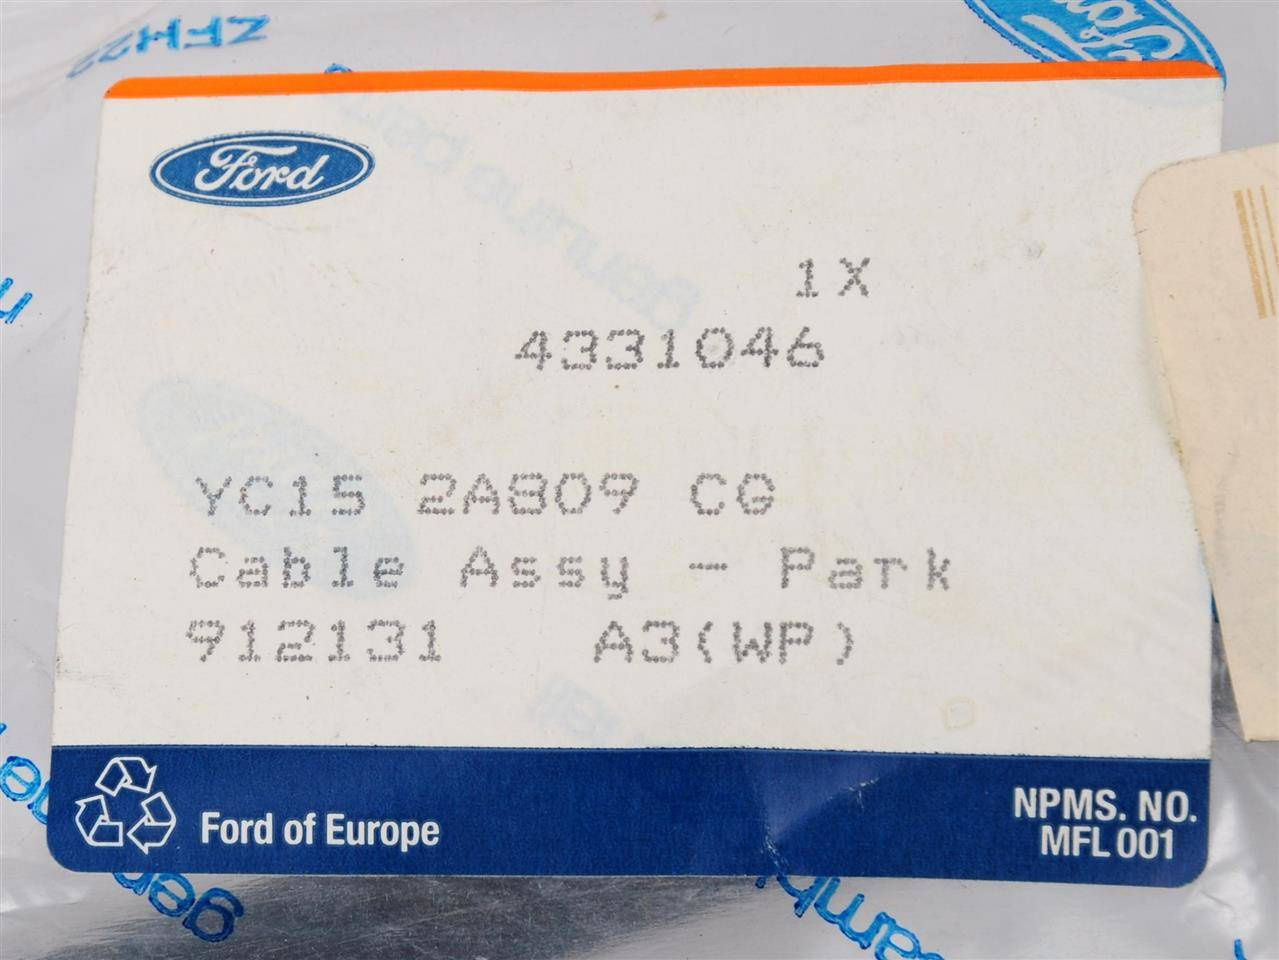 Ford
1X
4331046
YC15 2A809 CG
Cable Assy - Park
912131 A3(WP)
Ford of Europe
NPMS. NO.
MFL 001